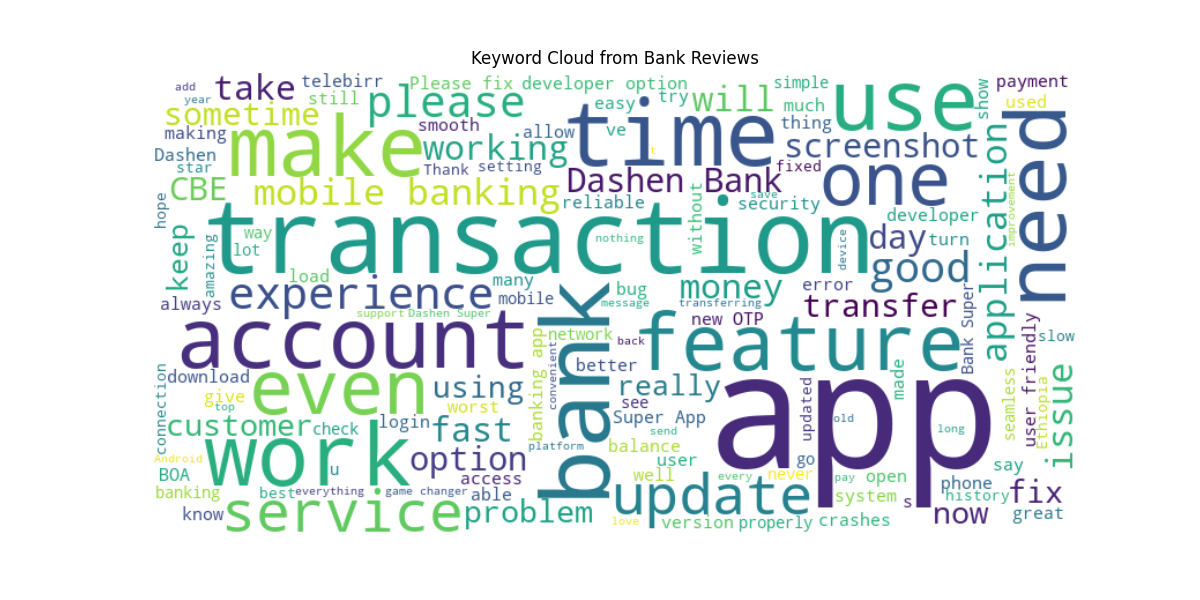 Keyword Cloud from Bank Reviews
add
take
telebirr
Please fix
developer option
simple
payment
year
still
please
easy
try
will
much
use
show
used
sometime
make
smooth
allow
ve
time
thing
screenshot
need
making
working
t
Dashen
star
Thank
setting
Dashen Bank
fixed
one
application
improvement
CBE
mobile banking
reliable
save
security
without
developer
hope
keep
amazing
way
lot
transaction
nothing
device
day
turn
good
load
many
money
error
always
experience
mobile
message
transferring
bug
transfer
support
Dashen Super
new OTP
Bank Super
account
bank
network
back
feature
user friendly
slow
banking app
convenient
better
download
even
using
really
made
app
seamless
Ethiopia
issue
connection
give
top
worst
see
Super App
updated
old
long
customer
check
login
fast
platform
send
balance
Android
work
u
option
user
go
say
BOA
access
well
every
never
pay
open
phone
banking
best
everything
game changer
able
update
system
s
history
fix
know
service
problem
love
version
properly
crashes
now
great